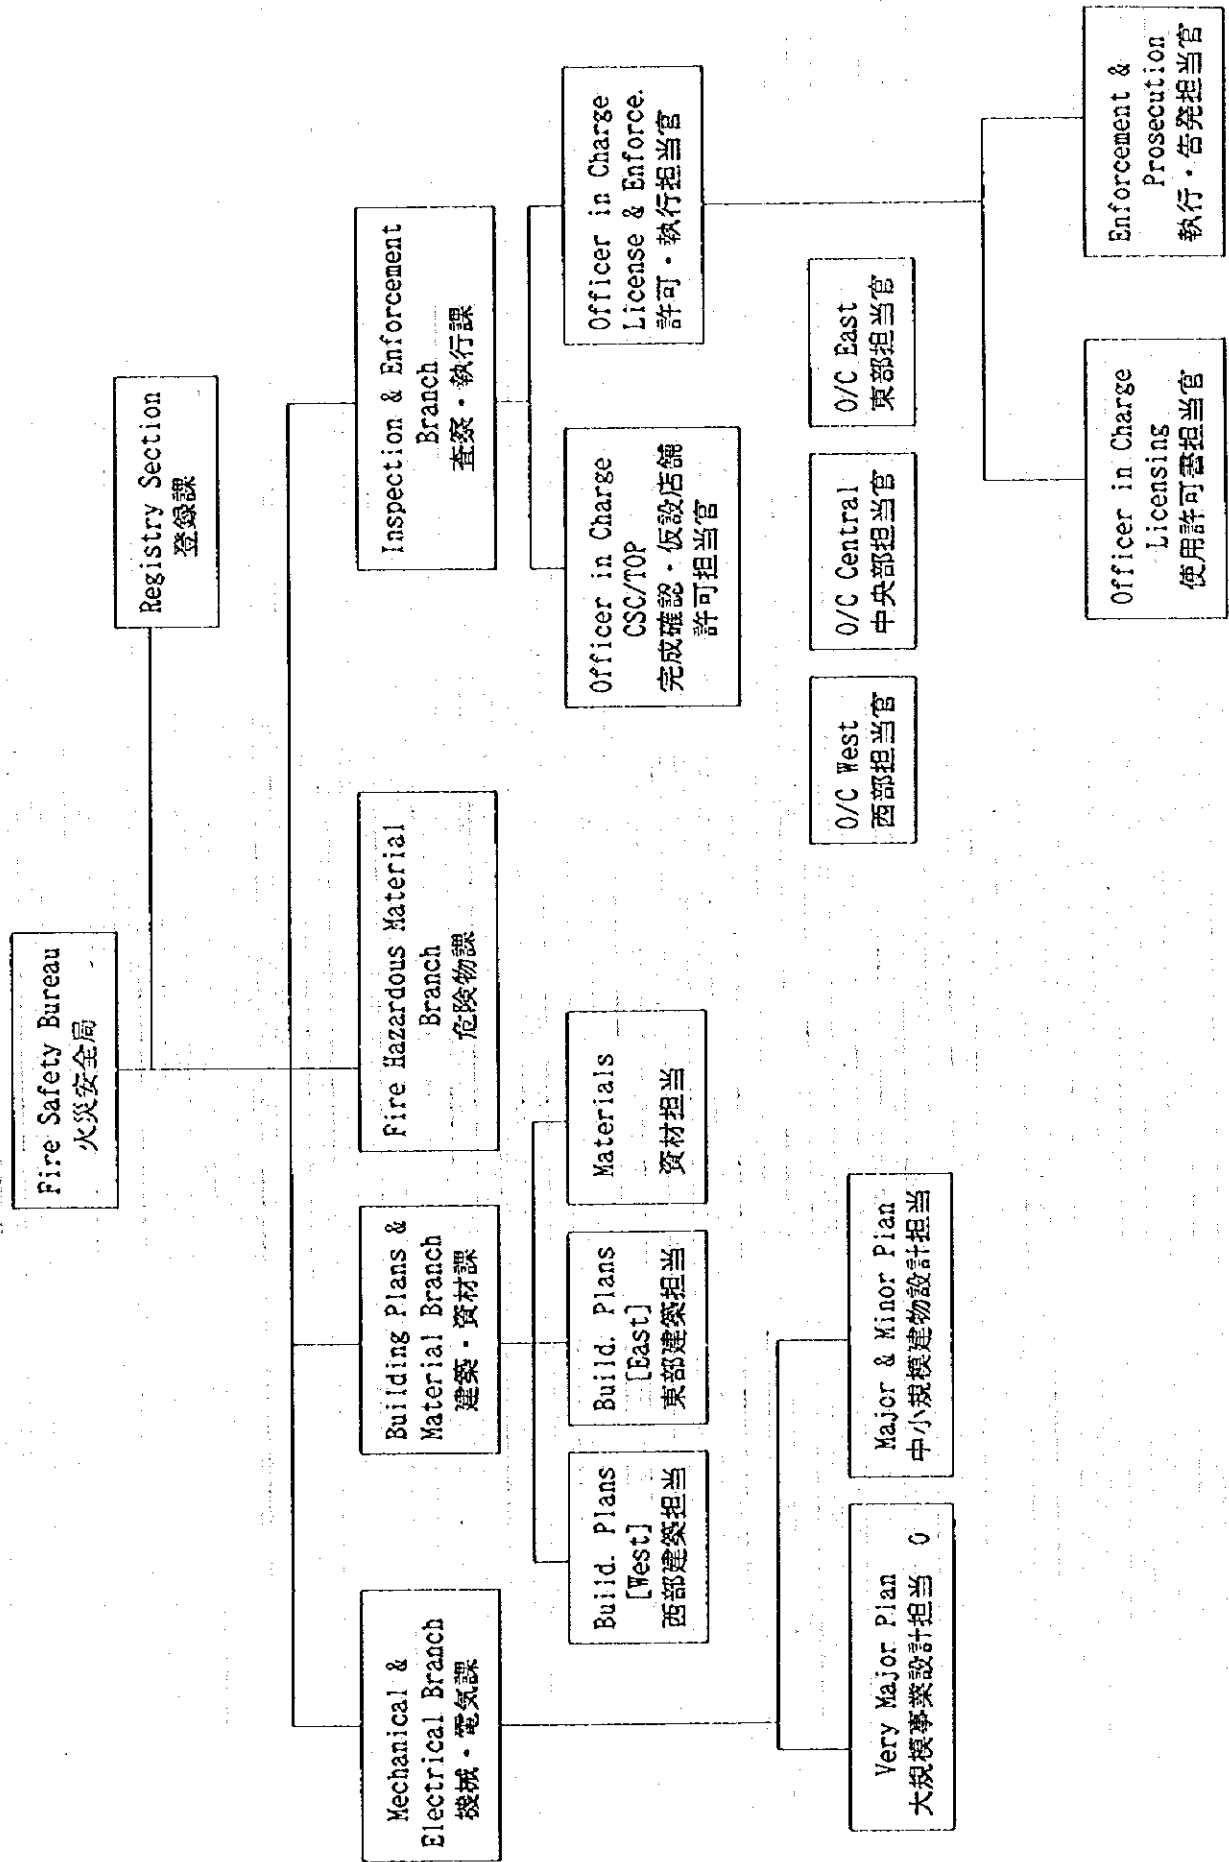 Fire Safety Bureau
火災安全局
Registry Section
登録課
Mechanical &
Electrical Branch
機械・電気課
Building Plans &
Material Branch
建築・資材課
Fire Hazardous Material
Branch
危険物課
Inspection & Enforcement
Branch
査察・執行課
Build. Plans
[West]
西部建築担当
Build. Plans
[East]
東部建築担当
Materials
資材担当
Officer in Charge
CSC/TOP
完成確認・仮設店舗
許可担当官
Officer in Charge
License & Enforce.
許可・執行担当官
O/C West
西部担当官
O/C Central
中央部担当官
O/C East
東部担当官
Very Major Plan
大規模事業設計担当 0
Major & Minor Plan
中小規模建物設計担当
Officer in Charge
Licensing
使用許可書担当官
Enforcement &
Prosecution
執行・告発担当官